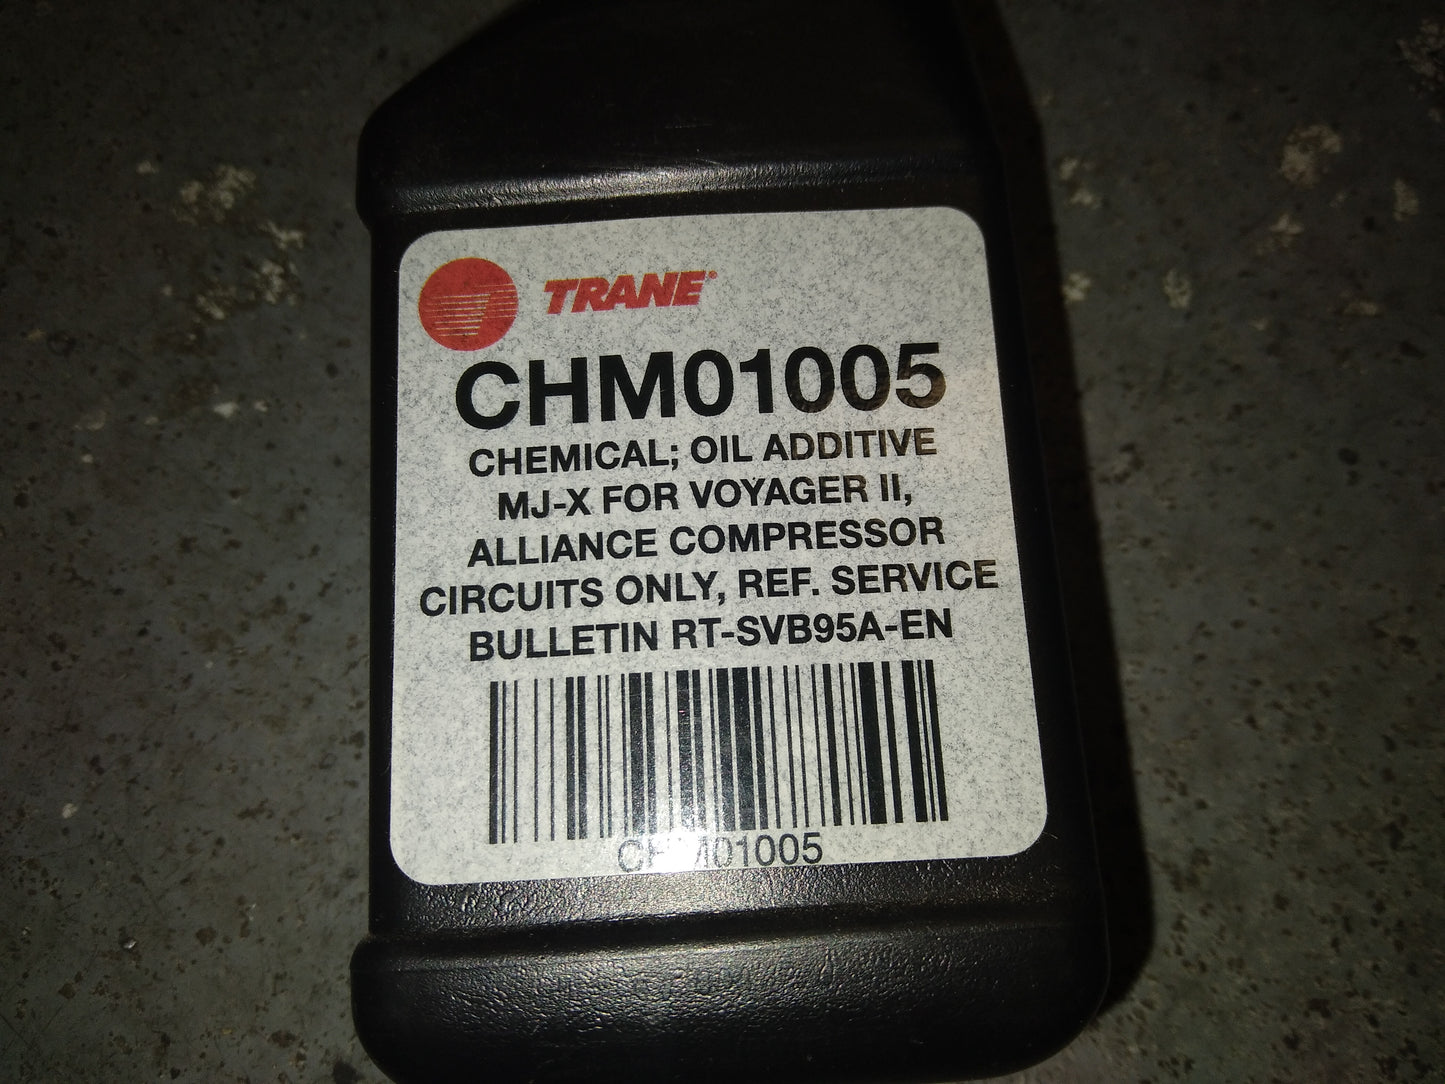 TRANE®
CHM01005
CHEMICAL; OIL ADDITIVE
MJ-X FOR VOYAGER II,
ALLIANCE COMPRESSOR
CIRCUITS ONLY, REF. SERVICE
BULLETIN RT-SVB95A-EN
CHM01005